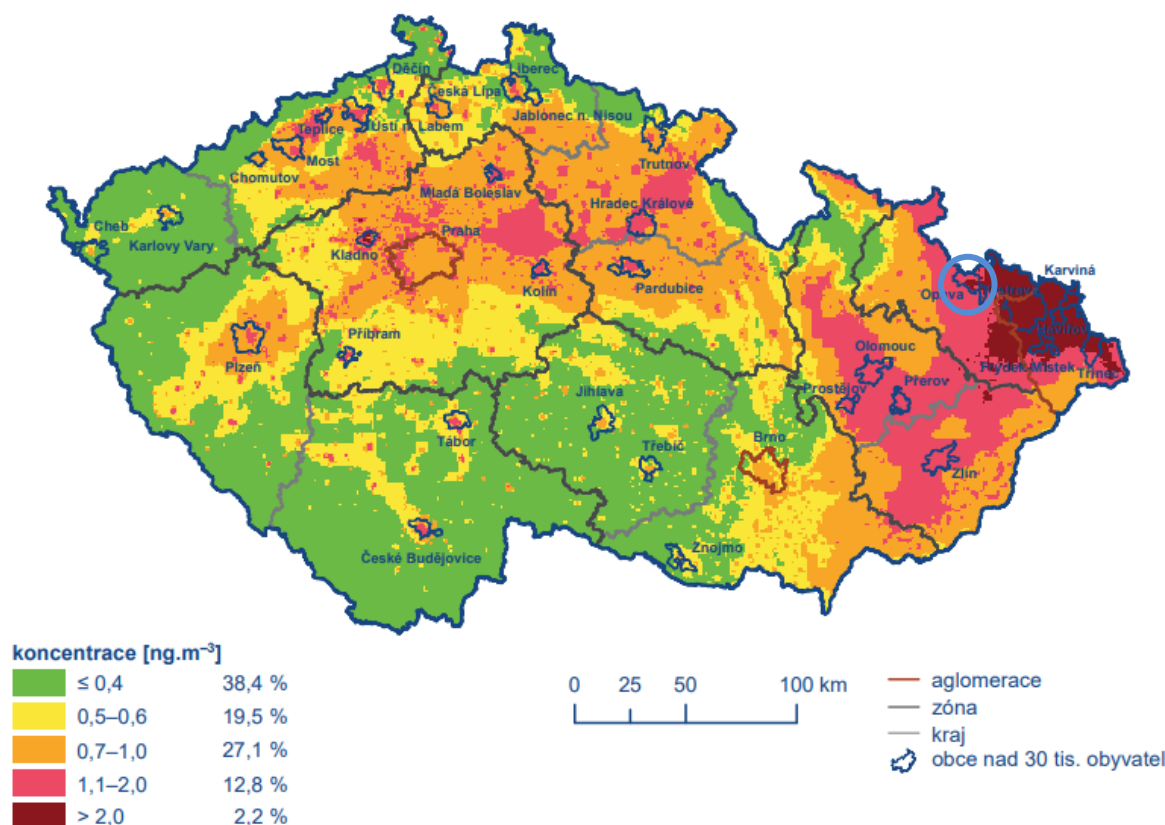 Děčín
Liberec
Česká Lípa
Teplice
Ústí n. Labem
Jablonec n. Nisou
Most
Trutnov
Chomutov
Mladá Boleslav
Hradec Králové
Cheb
Karlovy Vary
Praha
Kladno
Karviná
Kolín
Pardubice
Opava
Příbram
Plzeň
Olomouc
Frýdek-Místek
Třinec
Prostějov
Přerov
Jihlava
Tábor
Třebíč
Brno
Zlín
České Budějovice
Znojmo
koncentrace [ng.m⁻³]
≤ 0,4 38,4 %
0,5–0,6 19,5 %
0,7–1,0 27,1 %
1,1–2,0 12,8 %
> 2,0 2,2 %
0 25 50 100 km
aglomerace
zóna
kraj
obce nad 30 tis. obyvatel